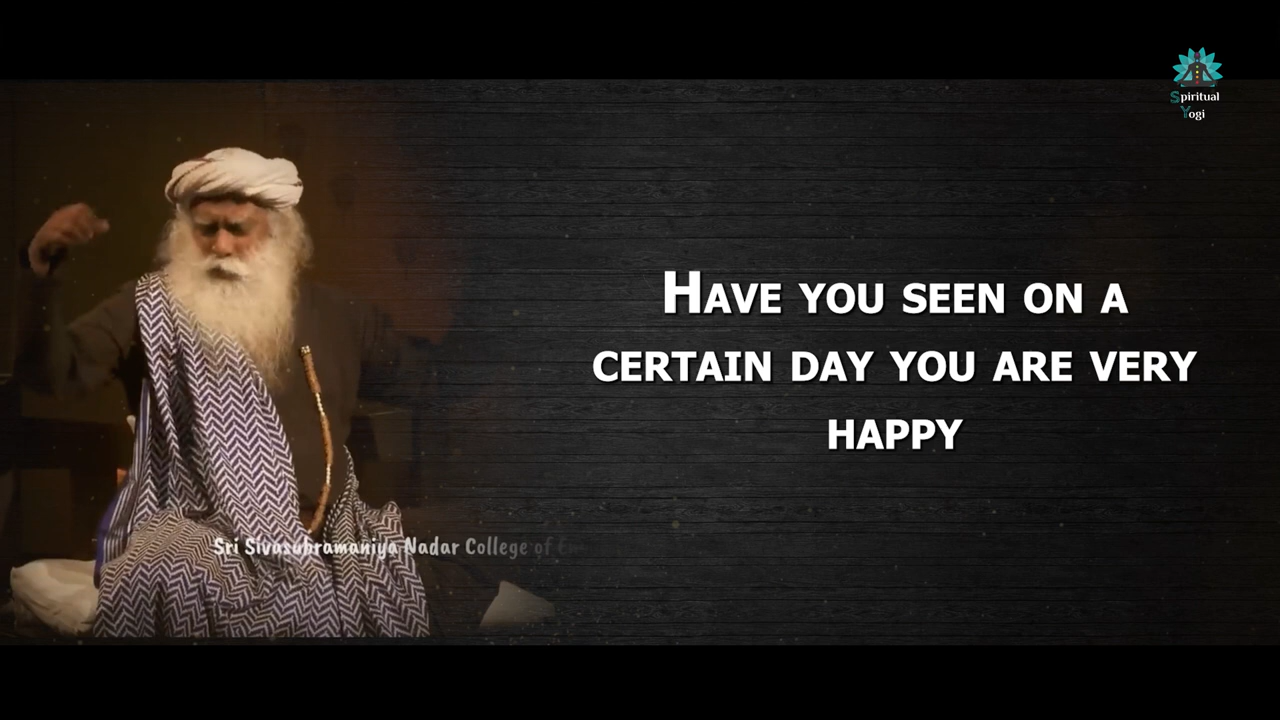 Spiritual
Yogi
Have you seen on a
certain day you are very
happy
Sri Sivasubramaniya Nadar College of